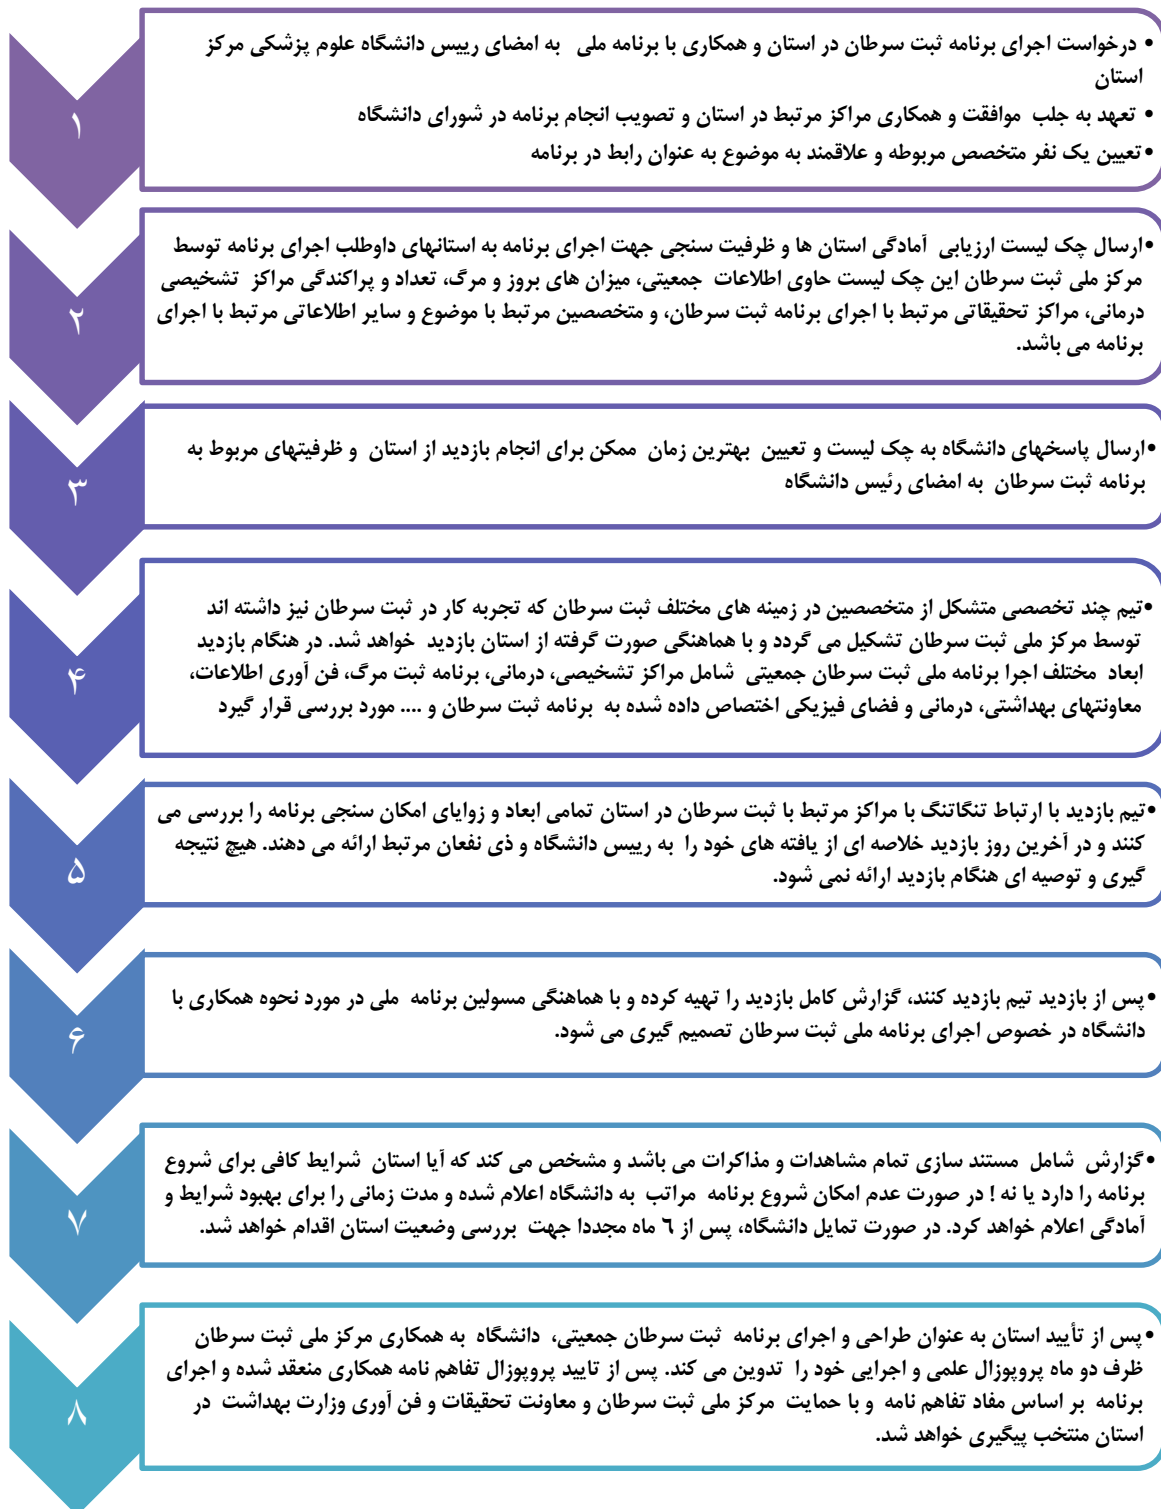 ۱
• درخواست اجرای برنامه ثبت سرطان در استان و همکاری با برنامه ملی به امضای رییس دانشگاه علوم پزشکی مرکز
استان
• تعهد به جلب موافقت و همکاری مراکز مرتبط در استان و تصویب انجام برنامه در شورای دانشگاه
•تعیین یک نفر متخصص مربوطه و علاقمند به موضوع به عنوان رابط در برنامه
۲
•ارسال چک لیست ارزیابی آمادگی استان ها و ظرفیت سنجی جهت اجرای برنامه به استانهای داوطلب اجرای برنامه توسط
مرکز ملی ثبت سرطان این چک لیست حاوی اطلاعات جمعیتی، میزان های بروز و مرگ، تعداد و پراکندگی مراکز تشخیصی
درمانی، مراکز تحقیقاتی مرتبط با اجرای برنامه ثبت سرطان، و متخصصین مرتبط با موضوع و سایر اطلاعاتی مرتبط با اجرای
برنامه می باشد.
۳
•ارسال پاسخهای دانشگاه به چک لیست و تعیین بهترین زمان ممکن برای انجام بازدید از استان و ظرفیتهای مربوط به
برنامه ثبت سرطان به امضای رئیس دانشگاه
۴
•تیم چند تخصصی متشکل از متخصصین در زمینه های مختلف ثبت سرطان که تجربه کار در ثبت سرطان نیز داشته اند
توسط مرکز ملی ثبت سرطان تشکیل می گردد و با هماهنگی صورت گرفته از استان بازدید خواهد شد. در هنگام بازدید
ابعاد مختلف اجرا برنامه ملی ثبت سرطان جمعیتی شامل مراکز تشخیصی، درمانی، برنامه ثبت مرگ، فن آوری اطلاعات،
معاونتهای بهداشتی، درمانی و فضای فیزیکی اختصاص داده شده به برنامه ثبت سرطان و .... مورد بررسی قرار گیرد
۵
•تیم بازدید با ارتباط تنگاتنگ با مراکز مرتبط با ثبت سرطان در استان تمامی ابعاد و زوایای امکان سنجی برنامه را بررسی می
کنند و در آخرین روز بازدید خلاصه ای از یافته های خود را به رییس دانشگاه و ذی نفعان مرتبط ارائه می دهند. هیچ نتیجه
گیری و توصیه ای هنگام بازدید ارائه نمی شود.
۶
•پس از بازدید تیم بازدید کنند، گزارش کامل بازدید را تهیه کرده و با هماهنگی مسولین برنامه ملی در مورد نحوه همکاری با
دانشگاه در خصوص اجرای برنامه ملی ثبت سرطان تصمیم گیری می شود.
۷
•گزارش شامل مستند سازی تمام مشاهدات و مذاکرات می باشد و مشخص می کند که آیا استان شرایط کافی برای شروع
برنامه را دارد یا نه ! در صورت عدم امکان شروع برنامه مراتب به دانشگاه اعلام شده و مدت زمانی را برای بهبود شرایط و
آمادگی اعلام خواهد کرد. در صورت تمایل دانشگاه، پس از ٦ ماه مجددا جهت بررسی وضعیت استان اقدام خواهد شد.
۸
•پس از تأیید استان به عنوان طراحی و اجرای برنامه ثبت سرطان جمعیتی، دانشگاه به همکاری مرکز ملی ثبت سرطان
ظرف دو ماه پروپوزال علمی و اجرایی خود را تدوین می کند. پس از تایید پروپوزال تفاهم نامه همکاری منعقد شده و اجرای
برنامه بر اساس مفاد تفاهم نامه و با حمایت مرکز ملی ثبت سرطان و معاونت تحقیقات و فن آوری وزارت بهداشت در
استان منتخب پیگیری خواهد شد.